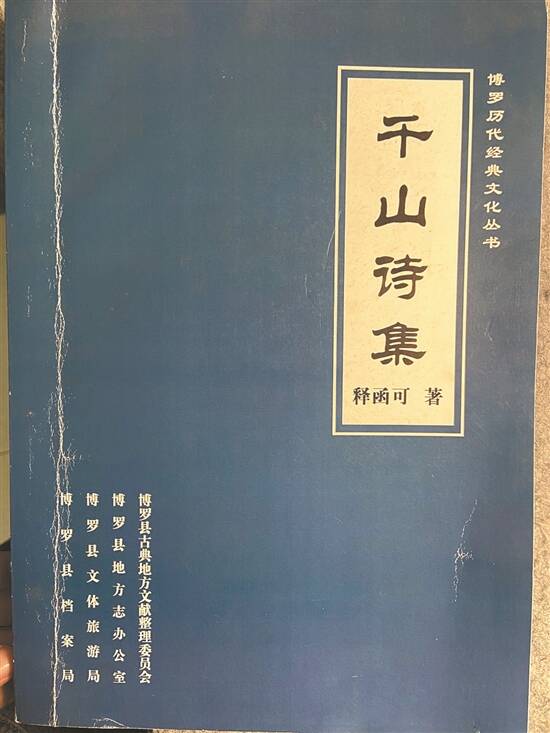 博罗历代经典文化丛书
千山诗集
释函可 著
博罗县古典地方文献整理委员会
博罗县地方志办公室
博罗县文体旅游局
博罗县档案局